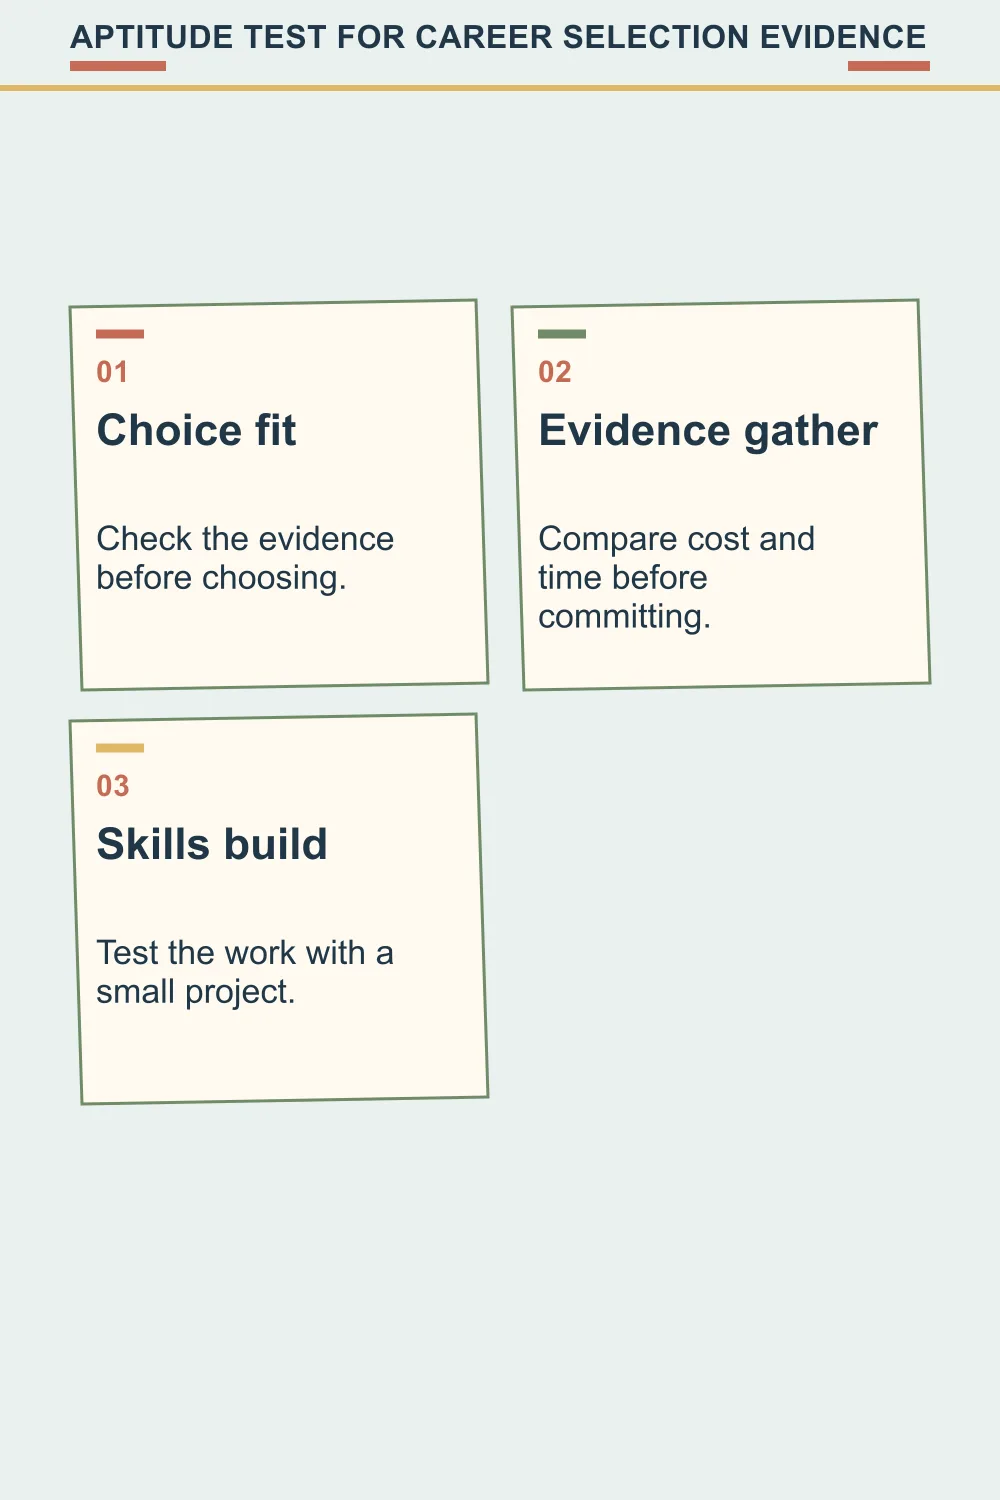 APTITUDE TEST FOR CAREER SELECTION EVIDENCE
01
Choice fit
Check the evidence
before choosing.
02
Evidence gather
Compare cost and
time before
committing.
03
Skills build
Test the work with a
small project.